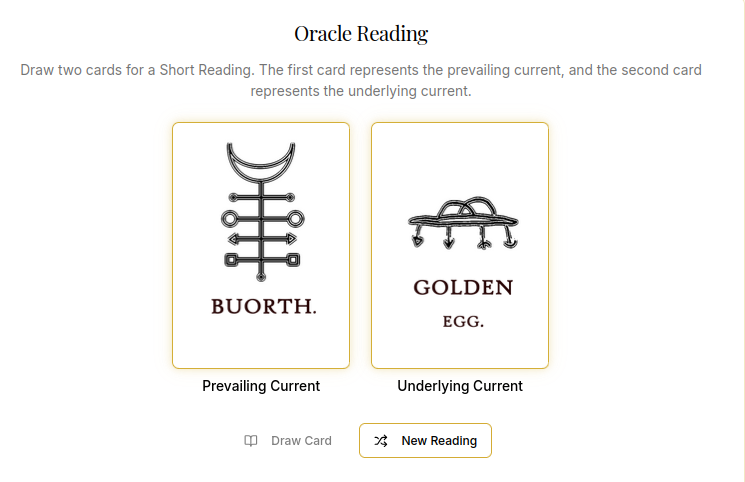 Oracle Reading
Draw two cards for a Short Reading. The first card represents the prevailing current, and the second card
represents the underlying current.
BUORTH.
GOLDEN
EGG.
Prevailing Current
Underlying Current
Draw Card
New Reading